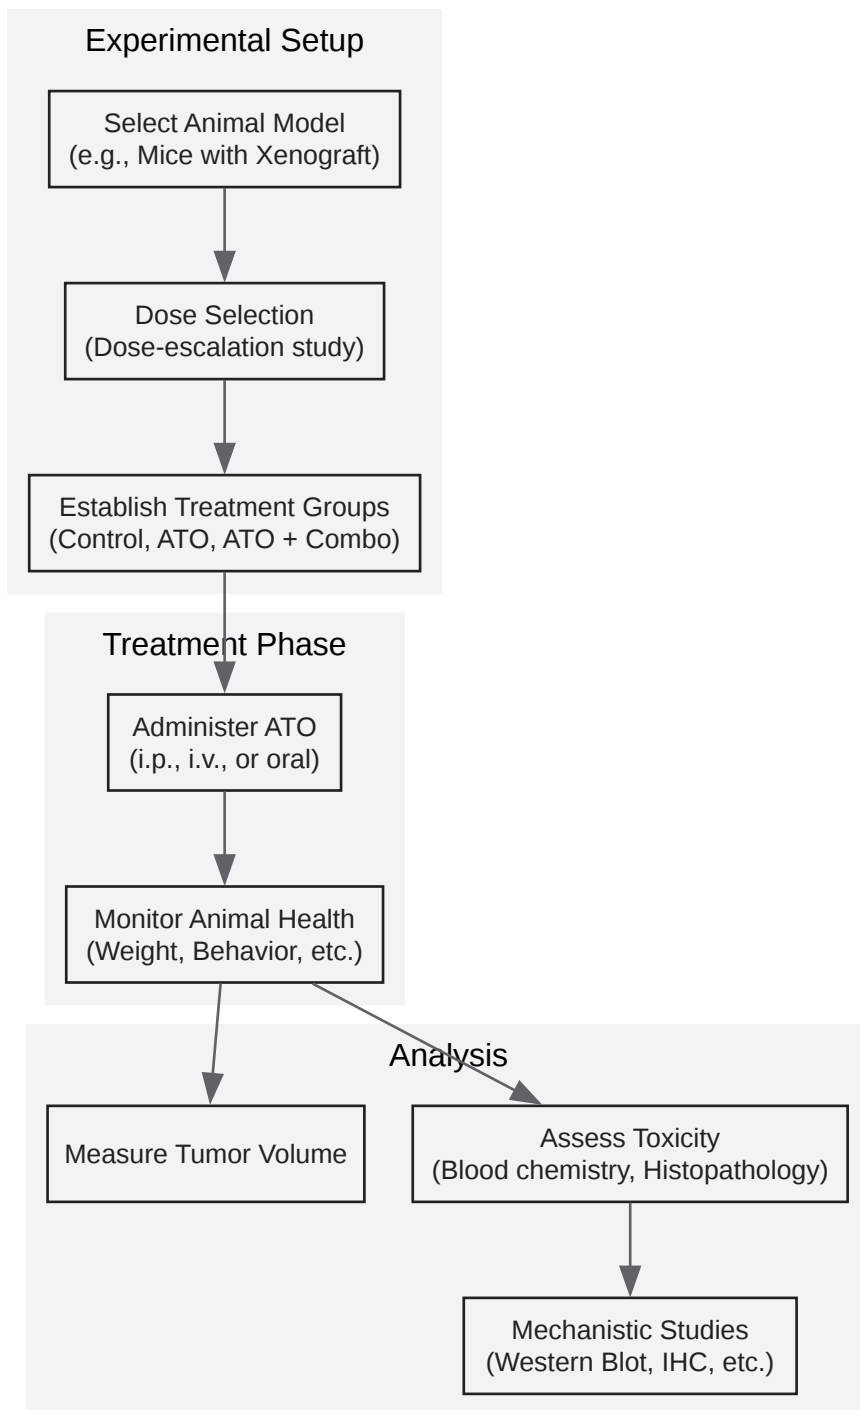 Experimental Setup
Select Animal Model
(e.g., Mice with Xenograft)
Dose Selection
(Dose-escalation study)
Establish Treatment Groups
(Control, ATO, ATO + Combo)
Treatment Phase
Administer ATO
(i.p., i.v., or oral)
Monitor Animal Health
(Weight, Behavior, etc.)
Analysis
Measure Tumor Volume
Assess Toxicity
(Blood chemistry, Histopathology)
Mechanistic Studies
(Western Blot, IHC, etc.)